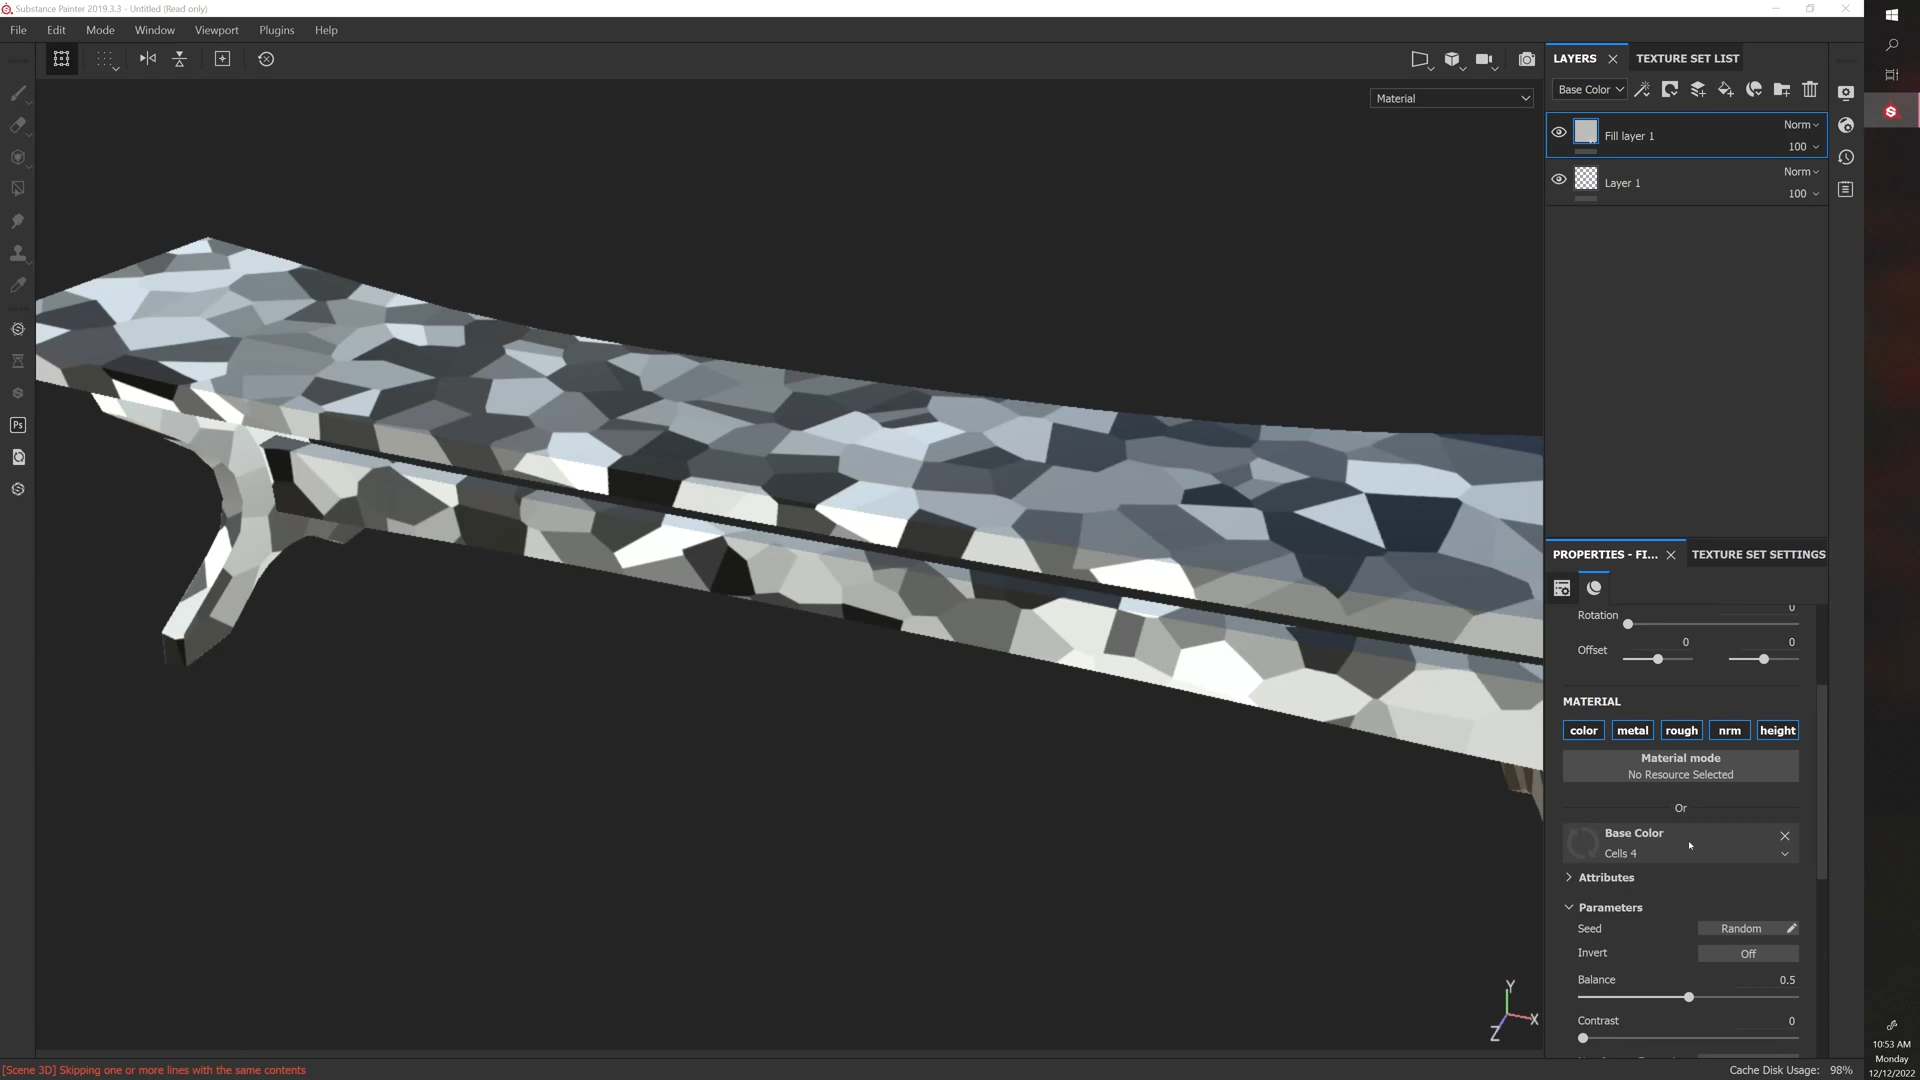 Substance Painter 2019.3.3 - Untitled (Read only)
File Edit Mode Window Viewport Plugins Help
Material
LAYERS TEXTURE SET LIST
Base Color
Fill layer 1 Norm
100
Layer 1 Norm
100
Ps
PROPERTIES - FI... TEXTURE SET SETTINGS
Rotation 0
Offset 0 0
MATERIAL
color metal rough nrm height
Material mode
No Resource Selected
Or
Base Color
Cells 4
Attributes
Parameters
Seed Random
Invert Off
Balance 0.5
Contrast 0
Y
X
Z
[Scene 3D] Skipping one or more lines with the same contents
Cache Disk Usage: 98%
10:53 AM
Monday
12/12/2022